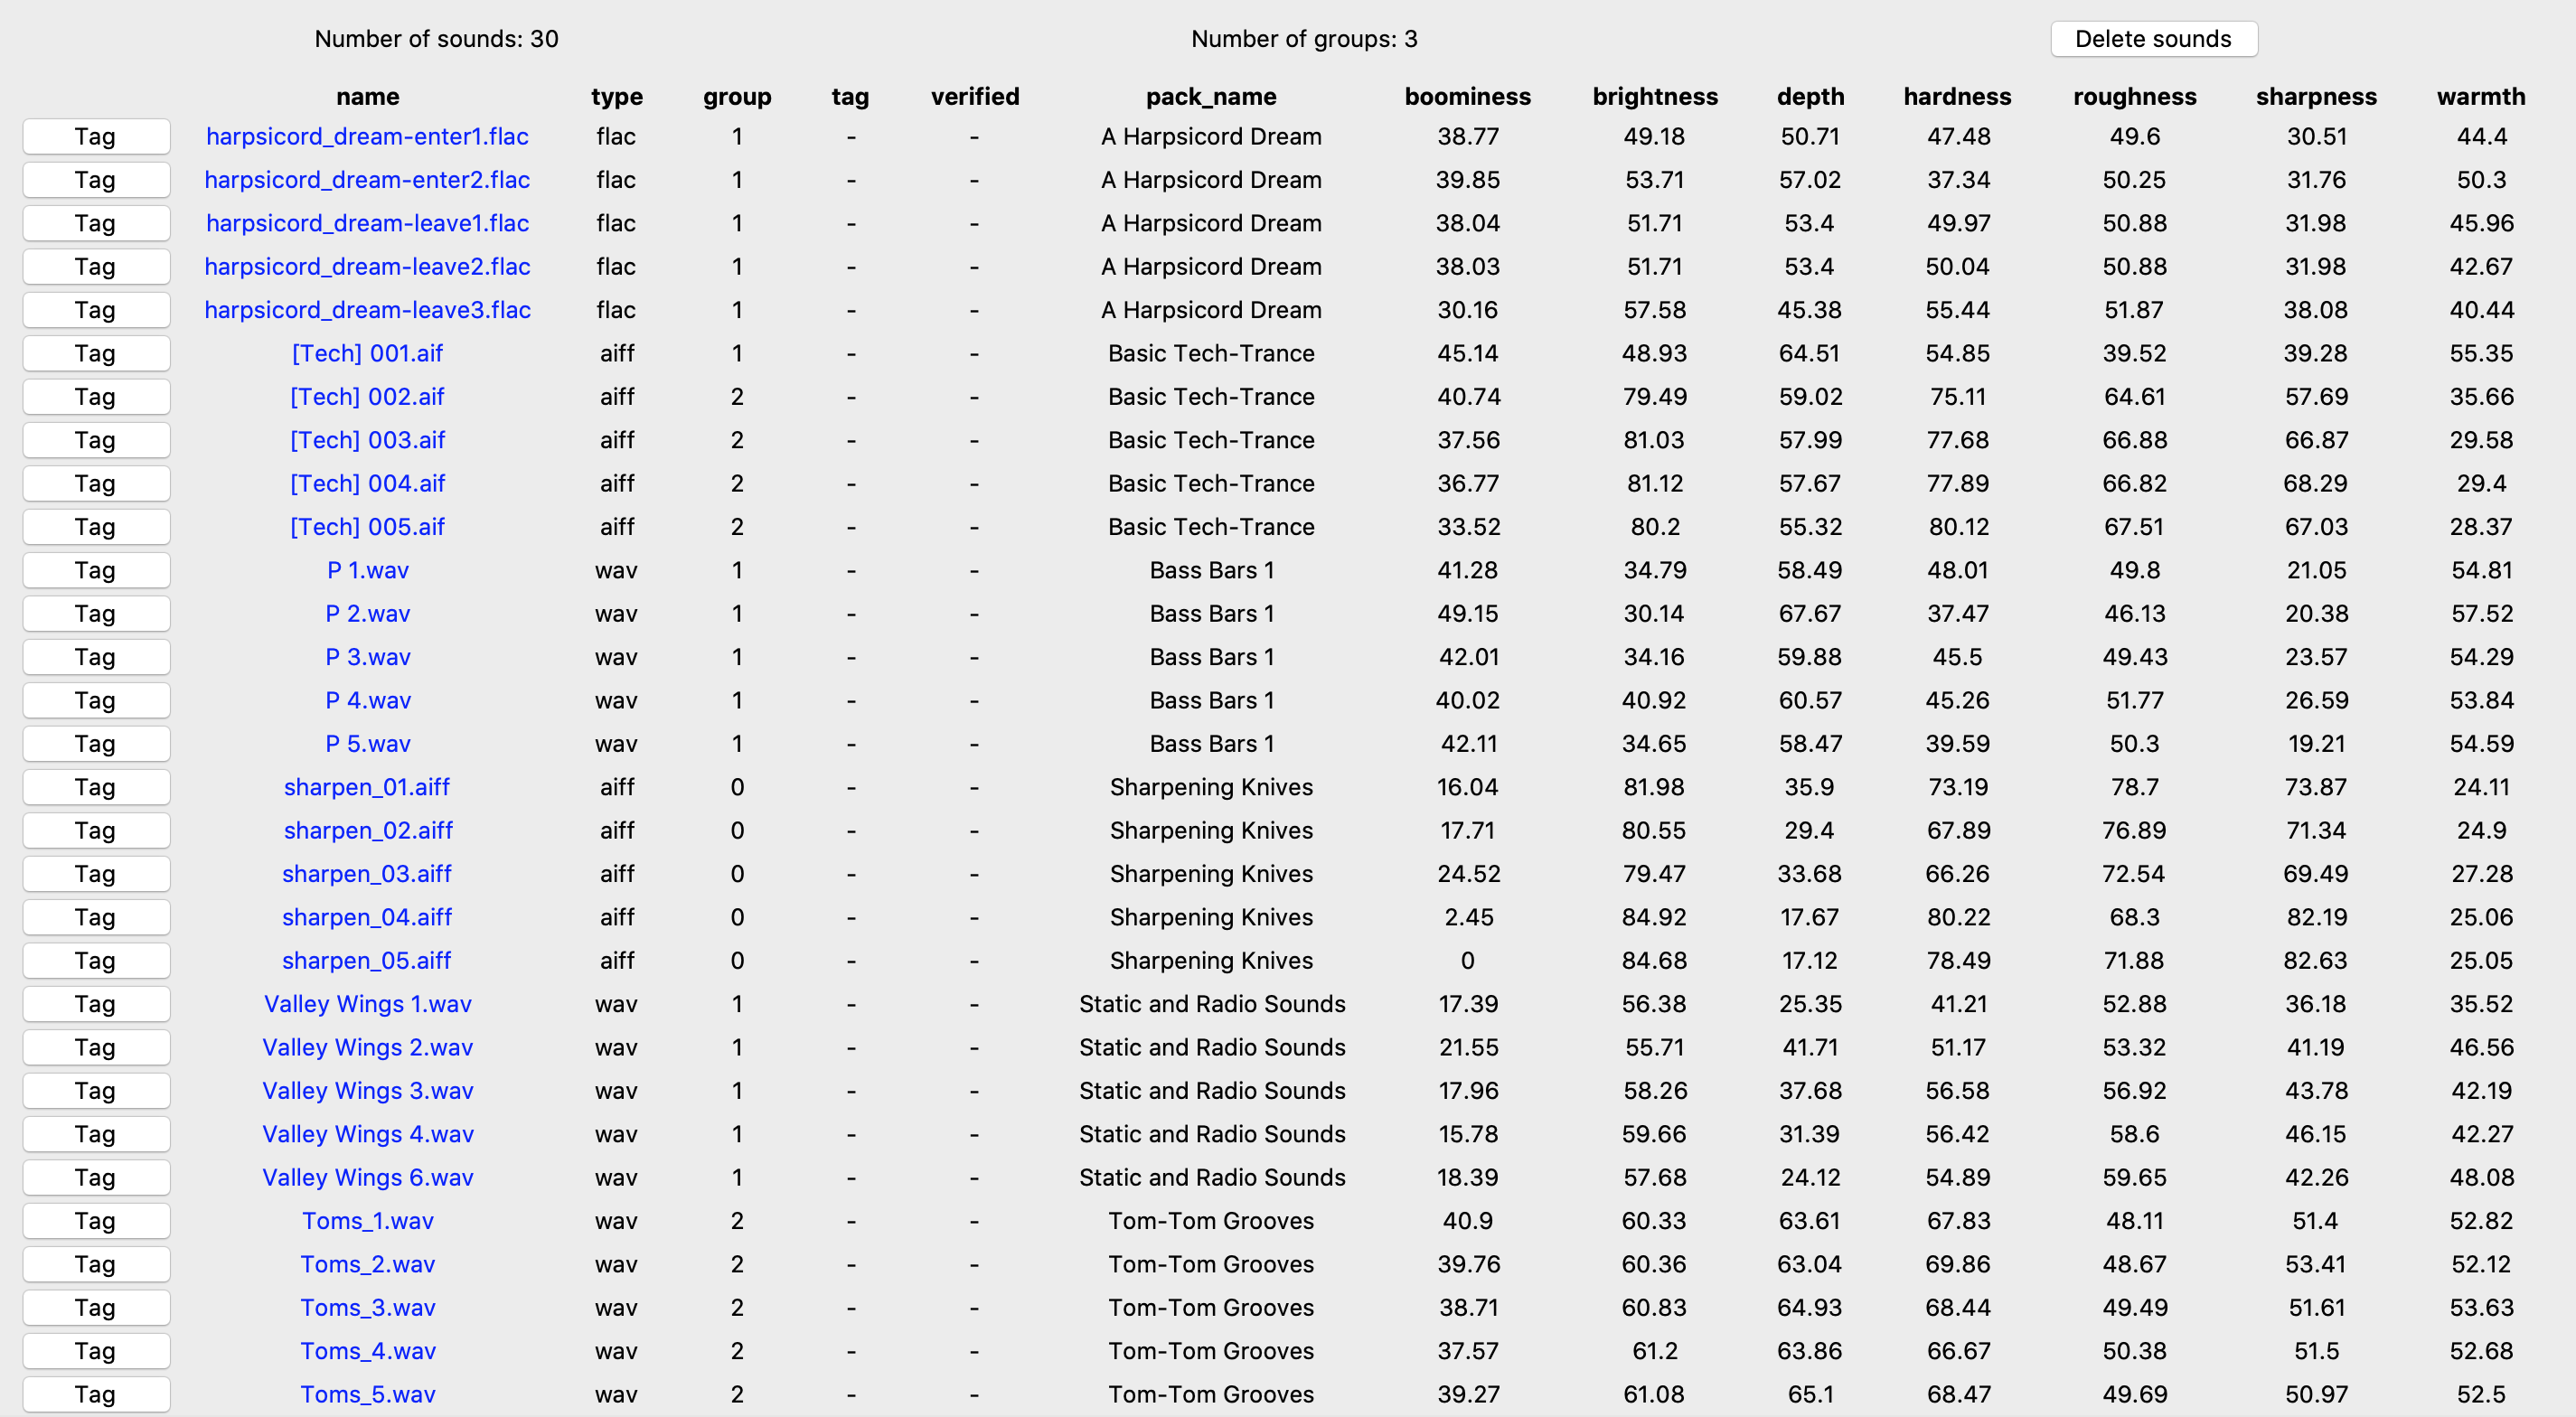 Number of sounds: 30 Number of groups: 3 Delete sounds
name type group tag verified pack_name boominess brightness depth hardness roughness sharpness warmth
Tag harpsicord_dream-enter1.flac flac 1 - - A Harpsicord Dream 38.77 49.18 50.71 47.48 49.6 30.51 44.4
Tag harpsicord_dream-enter2.flac flac 1 - - A Harpsicord Dream 39.85 53.71 57.02 37.34 50.25 31.76 50.3
Tag harpsicord_dream-leave1.flac flac 1 - - A Harpsicord Dream 38.04 51.71 53.4 49.97 50.88 31.98 45.96
Tag harpsicord_dream-leave2.flac flac 1 - - A Harpsicord Dream 38.03 51.71 53.4 50.04 50.88 31.98 42.67
Tag harpsicord_dream-leave3.flac flac 1 - - A Harpsicord Dream 30.16 57.58 45.38 55.44 51.87 38.08 40.44
Tag [Tech] 001.aif aiff 1 - - Basic Tech-Trance 45.14 48.93 64.51 54.85 39.52 39.28 55.35
Tag [Tech] 002.aif aiff 2 - - Basic Tech-Trance 40.74 79.49 59.02 75.11 64.61 57.69 35.66
Tag [Tech] 003.aif aiff 2 - - Basic Tech-Trance 37.56 81.03 57.99 77.68 66.88 66.87 29.58
Tag [Tech] 004.aif aiff 2 - - Basic Tech-Trance 36.77 81.12 57.67 77.89 66.82 68.29 29.4
Tag [Tech] 005.aif aiff 2 - - Basic Tech-Trance 33.52 80.2 55.32 80.12 67.51 67.03 28.37
Tag P 1.wav wav 1 - - Bass Bars 1 41.28 34.79 58.49 48.01 49.8 21.05 54.81
Tag P 2.wav wav 1 - - Bass Bars 1 49.15 30.14 67.67 37.47 46.13 20.38 57.52
Tag P 3.wav wav 1 - - Bass Bars 1 42.01 34.16 59.88 45.5 49.43 23.57 54.29
Tag P 4.wav wav 1 - - Bass Bars 1 40.02 40.92 60.57 45.26 51.77 26.59 53.84
Tag P 5.wav wav 1 - - Bass Bars 1 42.11 34.65 58.47 39.59 50.3 19.21 54.59
Tag sharpen_01.aiff aiff 0 - - Sharpening Knives 16.04 81.98 35.9 73.19 78.7 73.87 24.11
Tag sharpen_02.aiff aiff 0 - - Sharpening Knives 17.71 80.55 29.4 67.89 76.89 71.34 24.9
Tag sharpen_03.aiff aiff 0 - - Sharpening Knives 24.52 79.47 33.68 66.26 72.54 69.49 27.28
Tag sharpen_04.aiff aiff 0 - - Sharpening Knives 2.45 84.92 17.67 80.22 68.3 82.19 25.06
Tag sharpen_05.aiff aiff 0 - - Sharpening Knives 0 84.68 17.12 78.49 71.88 82.63 25.05
Tag Valley Wings 1.wav wav 1 - - Static and Radio Sounds 17.39 56.38 25.35 41.21 52.88 36.18 35.52
Tag Valley Wings 2.wav wav 1 - - Static and Radio Sounds 21.55 55.71 41.71 51.17 53.32 41.19 46.56
Tag Valley Wings 3.wav wav 1 - - Static and Radio Sounds 17.96 58.26 37.68 56.58 56.92 43.78 42.19
Tag Valley Wings 4.wav wav 1 - - Static and Radio Sounds 15.78 59.66 31.39 56.42 58.6 46.15 42.27
Tag Valley Wings 6.wav wav 1 - - Static and Radio Sounds 18.39 57.68 24.12 54.89 59.65 42.26 48.08
Tag Toms_1.wav wav 2 - - Tom-Tom Grooves 40.9 60.33 63.61 67.83 48.11 51.4 52.82
Tag Toms_2.wav wav 2 - - Tom-Tom Grooves 39.76 60.36 63.04 69.86 48.67 53.41 52.12
Tag Toms_3.wav wav 2 - - Tom-Tom Grooves 38.71 60.83 64.93 68.44 49.49 51.61 53.63
Tag Toms_4.wav wav 2 - - Tom-Tom Grooves 37.57 61.2 63.86 66.67 50.38 51.5 52.68
Tag Toms_5.wav wav 2 - - Tom-Tom Grooves 39.27 61.08 65.1 68.47 49.69 50.97 52.5